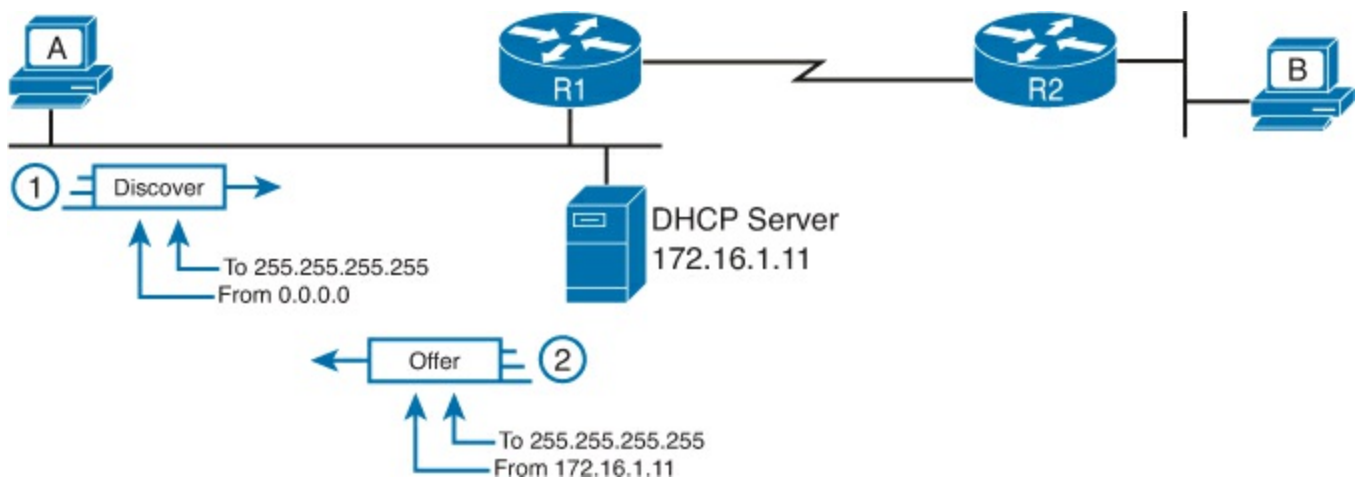 A
R1
R2
B
1
Discover
To 255.255.255.255
From 0.0.0.0
DHCP Server
172.16.1.11
Offer
2
To 255.255.255.255
From 172.16.1.11